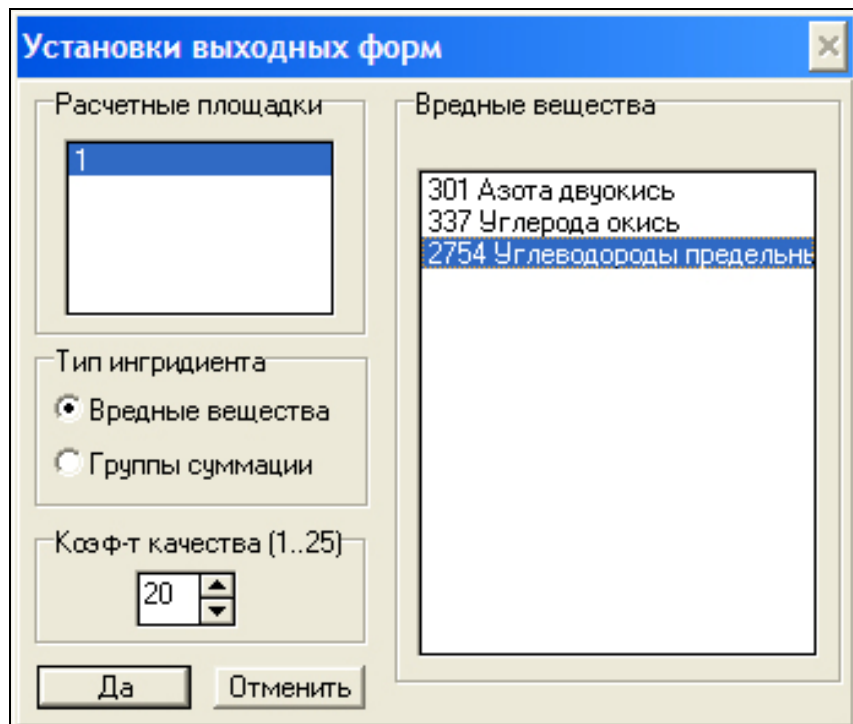 Установки выходных форм
Расчетные площадки
1
Тип ингридиента
Вредные вещества
Группы суммации
Коэф-т качества (1..25)
20
Да
Отменить
Вредные вещества
301 Азота двуокись
337 Углерода окись
2754 Углеводороды предельны